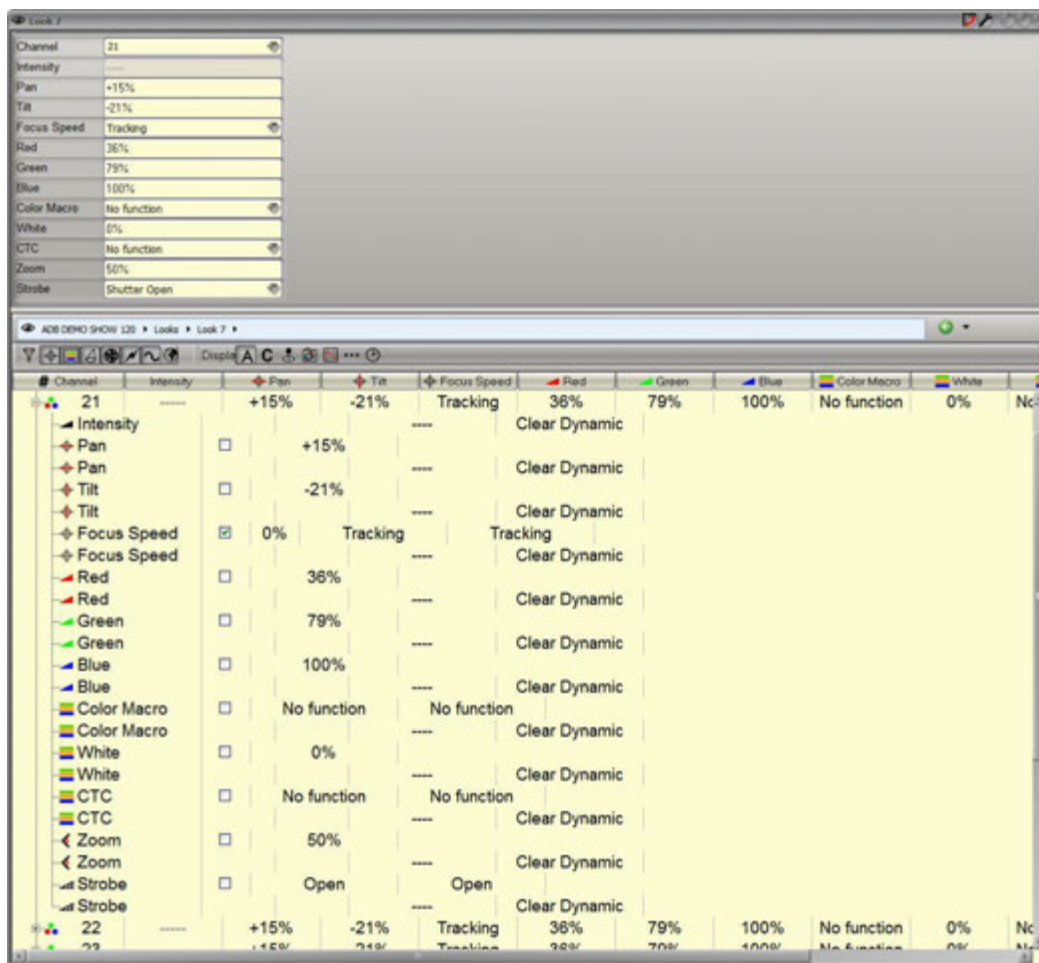 Look 7
Channel 21
Intensity ----
Pan +15%
Tilt -21%
Focus Speed Tracking
Red 36%
Green 79%
Blue 100%
Color Macro No function
White 0%
CTC No function
Zoom 50%
Strobe Shutter Open
ADB DEMO SHOW 120 Looks Look 7
Displa A C
# Channel Intensity Pan Tilt Focus Speed Red Green Blue Color Macro White
21 ----- +15% -21% Tracking 36% 79% 100% No function 0% No
Intensity ---- Clear Dynamic
Pan +15%
Pan ---- Clear Dynamic
Tilt -21%
Tilt ---- Clear Dynamic
Focus Speed 0% Tracking Tracking
Focus Speed ---- Clear Dynamic
Red 36%
Red ---- Clear Dynamic
Green 79%
Green ---- Clear Dynamic
Blue 100%
Blue ---- Clear Dynamic
Color Macro No function No function
Color Macro ---- Clear Dynamic
White 0%
White ---- Clear Dynamic
CTC No function No function
CTC ---- Clear Dynamic
Zoom 50%
Zoom ---- Clear Dynamic
Strobe Open Open
Strobe ---- Clear Dynamic
22 ----- +15% -21% Tracking 36% 79% 100% No function 0% No